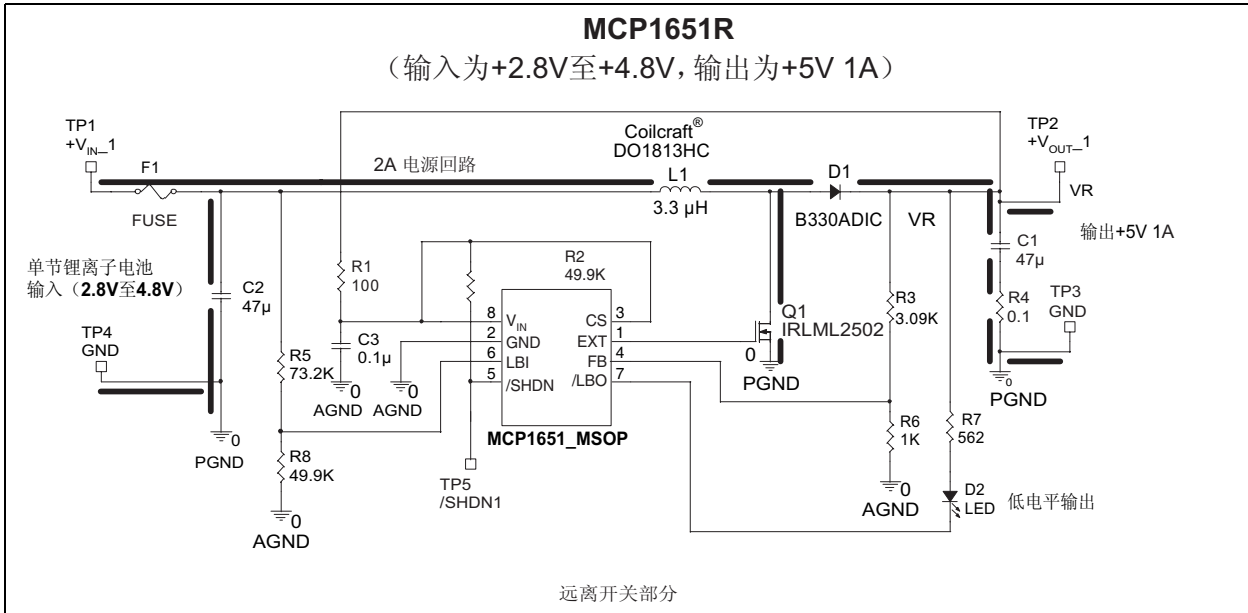 MCP1651R
（输入为+2.8V至+4.8V，输出为+5V 1A）
TP1
+VIN_1
F1
FUSE
2A 电源回路
Coilcraft®
DO1813HC
L1
3.3 µH
D1
B330ADIC
VR
TP2
+VOUT_1
VR
输出+5V 1A
C1
47µ
R4
0.1
TP3
GND
0
PGND
单节锂离子电池
输入（2.8V至4.8V）
C2
47µ
TP4
GND
0
PGND
R5
73.2K
R8
49.9K
0
AGND
R1
100
C3
0.1µ
0
AGND
0
AGND
R2
49.9K
8
VIN
2
GND
6
LBI
5
/SHDN
CS
3
EXT
1
FB
4
/LBO
7
MCP1651_MSOP
TP5
/SHDN1
Q1
IRLML2502
0
PGND
R3
3.09K
R6
1K
0
AGND
R7
562
D2
LED
低电平输出
远离开关部分